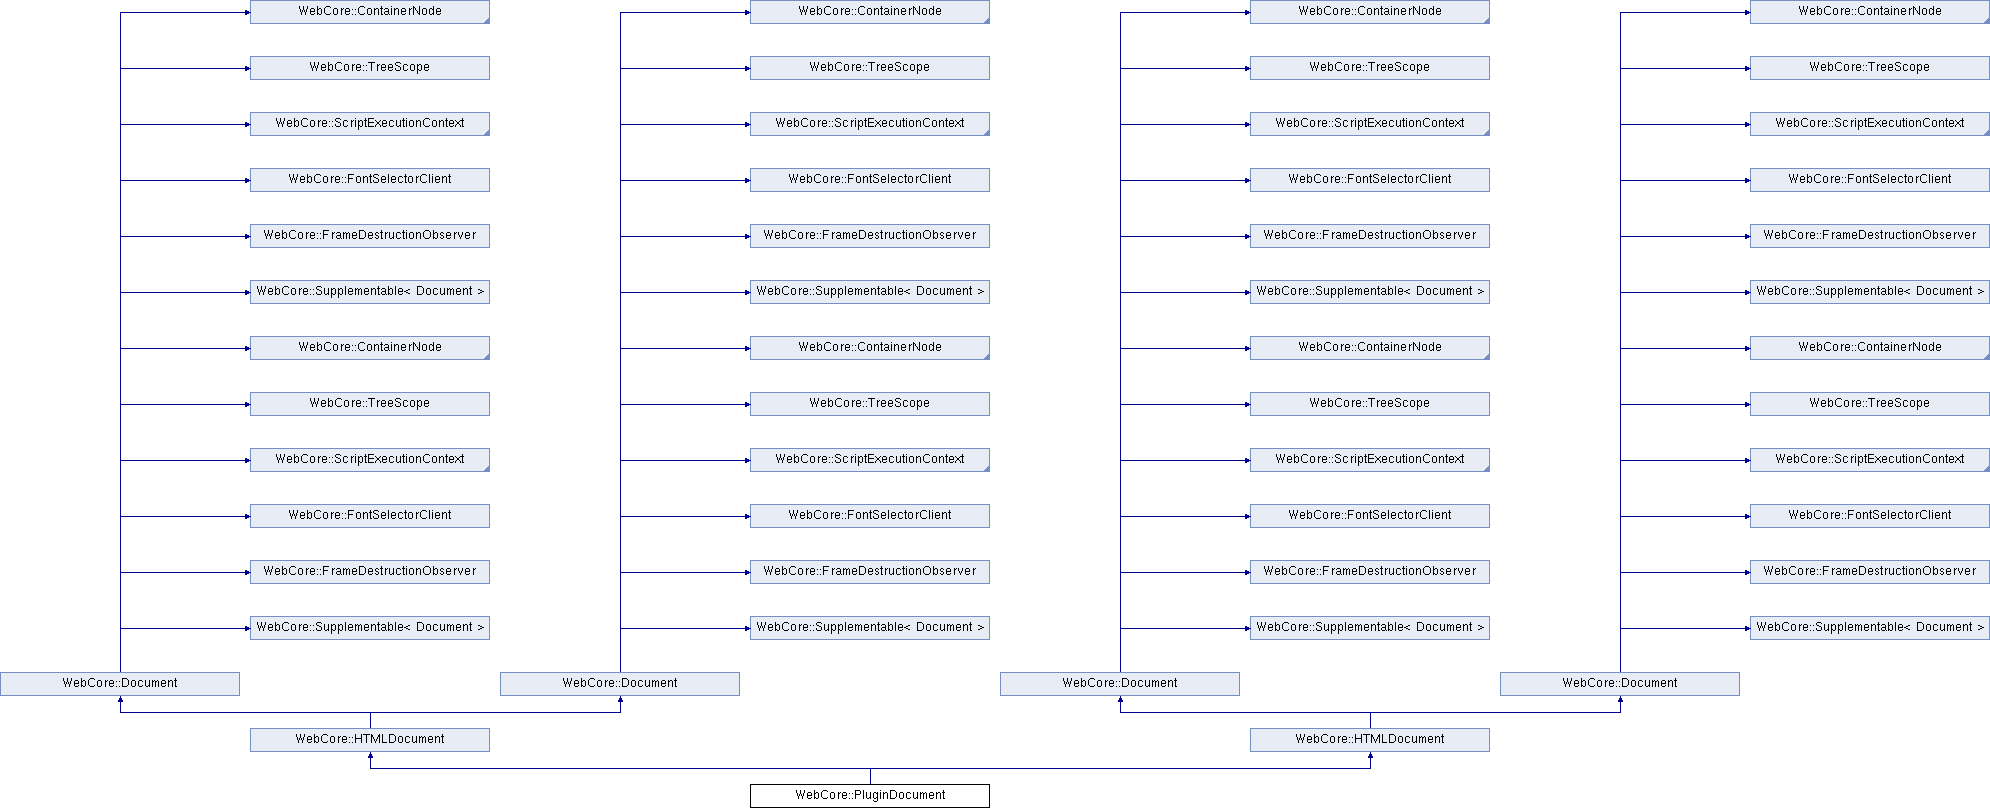 WebCore::ContainerNode WebCore::ContainerNode WebCore::ContainerNode WebCore::ContainerNode
WebCore::TreeScope WebCore::TreeScope WebCore::TreeScope WebCore::TreeScope
WebCore::ScriptExecutionContext WebCore::ScriptExecutionContext WebCore::ScriptExecutionContext WebCore::ScriptExecutionContext
WebCore::FontSelectorClient WebCore::FontSelectorClient WebCore::FontSelectorClient WebCore::FontSelectorClient
WebCore::FrameDestructionObserver WebCore::FrameDestructionObserver WebCore::FrameDestructionObserver WebCore::FrameDestructionObserver
WebCore::Supplementable< Document > WebCore::Supplementable< Document > WebCore::Supplementable< Document > WebCore::Supplementable< Document >
WebCore::ContainerNode WebCore::ContainerNode WebCore::ContainerNode WebCore::ContainerNode
WebCore::TreeScope WebCore::TreeScope WebCore::TreeScope WebCore::TreeScope
WebCore::ScriptExecutionContext WebCore::ScriptExecutionContext WebCore::ScriptExecutionContext WebCore::ScriptExecutionContext
WebCore::FontSelectorClient WebCore::FontSelectorClient WebCore::FontSelectorClient WebCore::FontSelectorClient
WebCore::FrameDestructionObserver WebCore::FrameDestructionObserver WebCore::FrameDestructionObserver WebCore::FrameDestructionObserver
WebCore::Supplementable< Document > WebCore::Supplementable< Document > WebCore::Supplementable< Document > WebCore::Supplementable< Document >
WebCore::Document WebCore::Document WebCore::Document WebCore::Document
WebCore::HTMLDocument WebCore::HTMLDocument
WebCore::PluginDocument